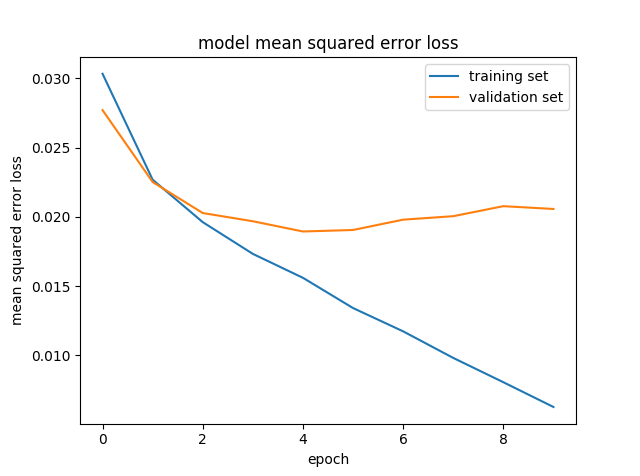 model mean squared error loss
training set
validation set
mean squared error loss
0.030
0.025
0.020
0.015
0.010
0 2 4 6 8
epoch